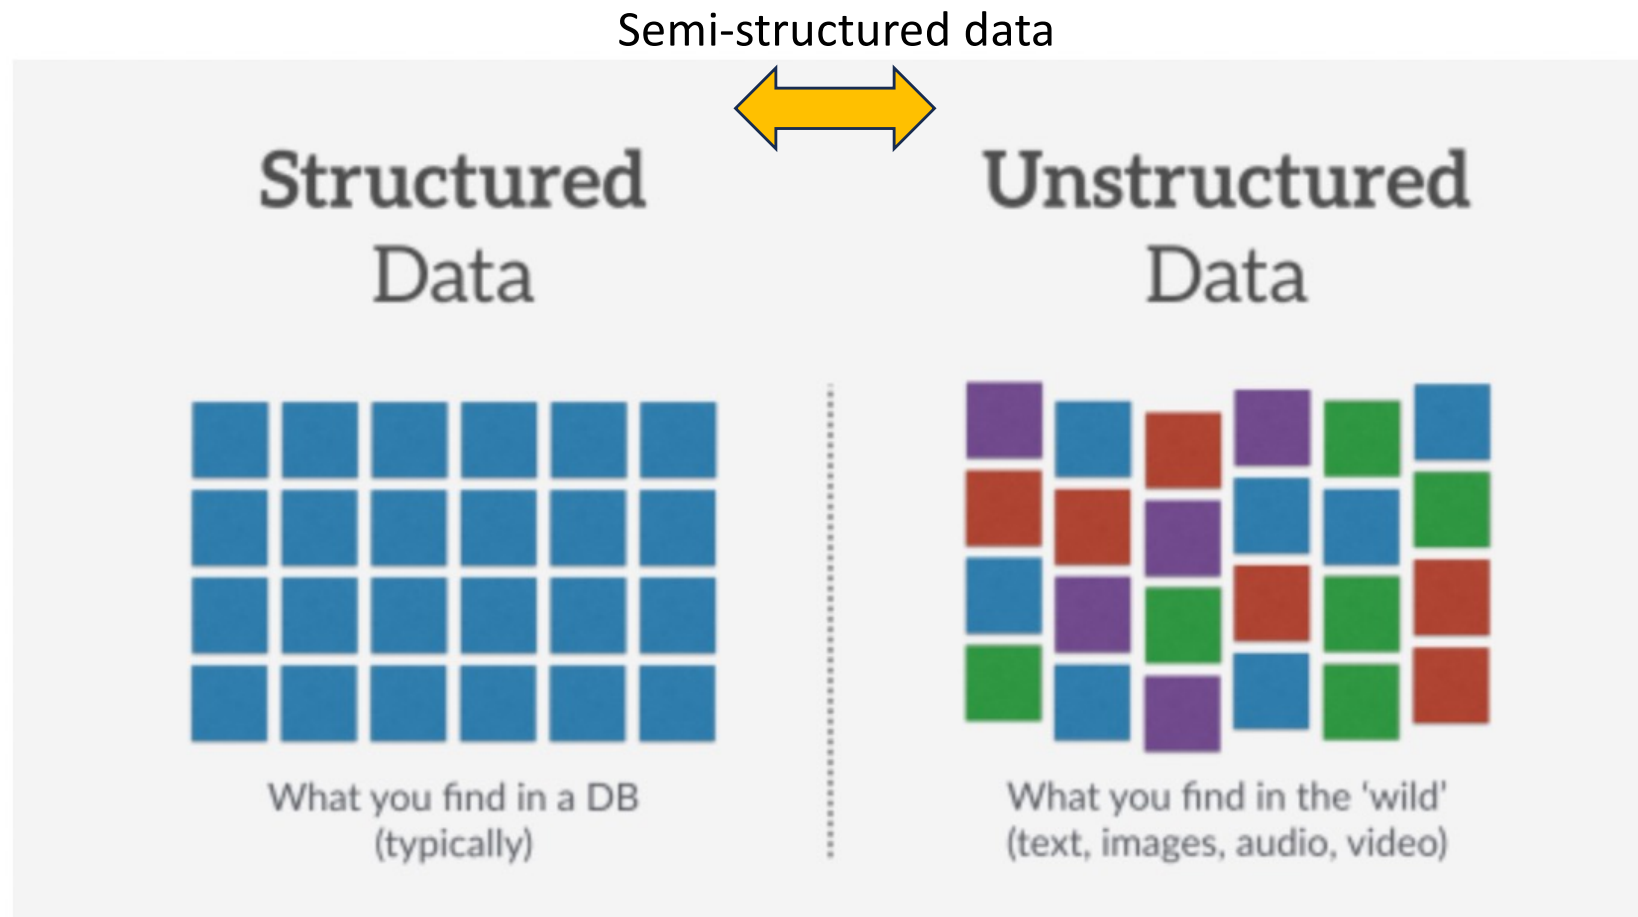 Semi-structured data
Structured
Data
What you find in a DB
(typically)
Unstructured
Data
What you find in the ‘wild’
(text, images, audio, video)